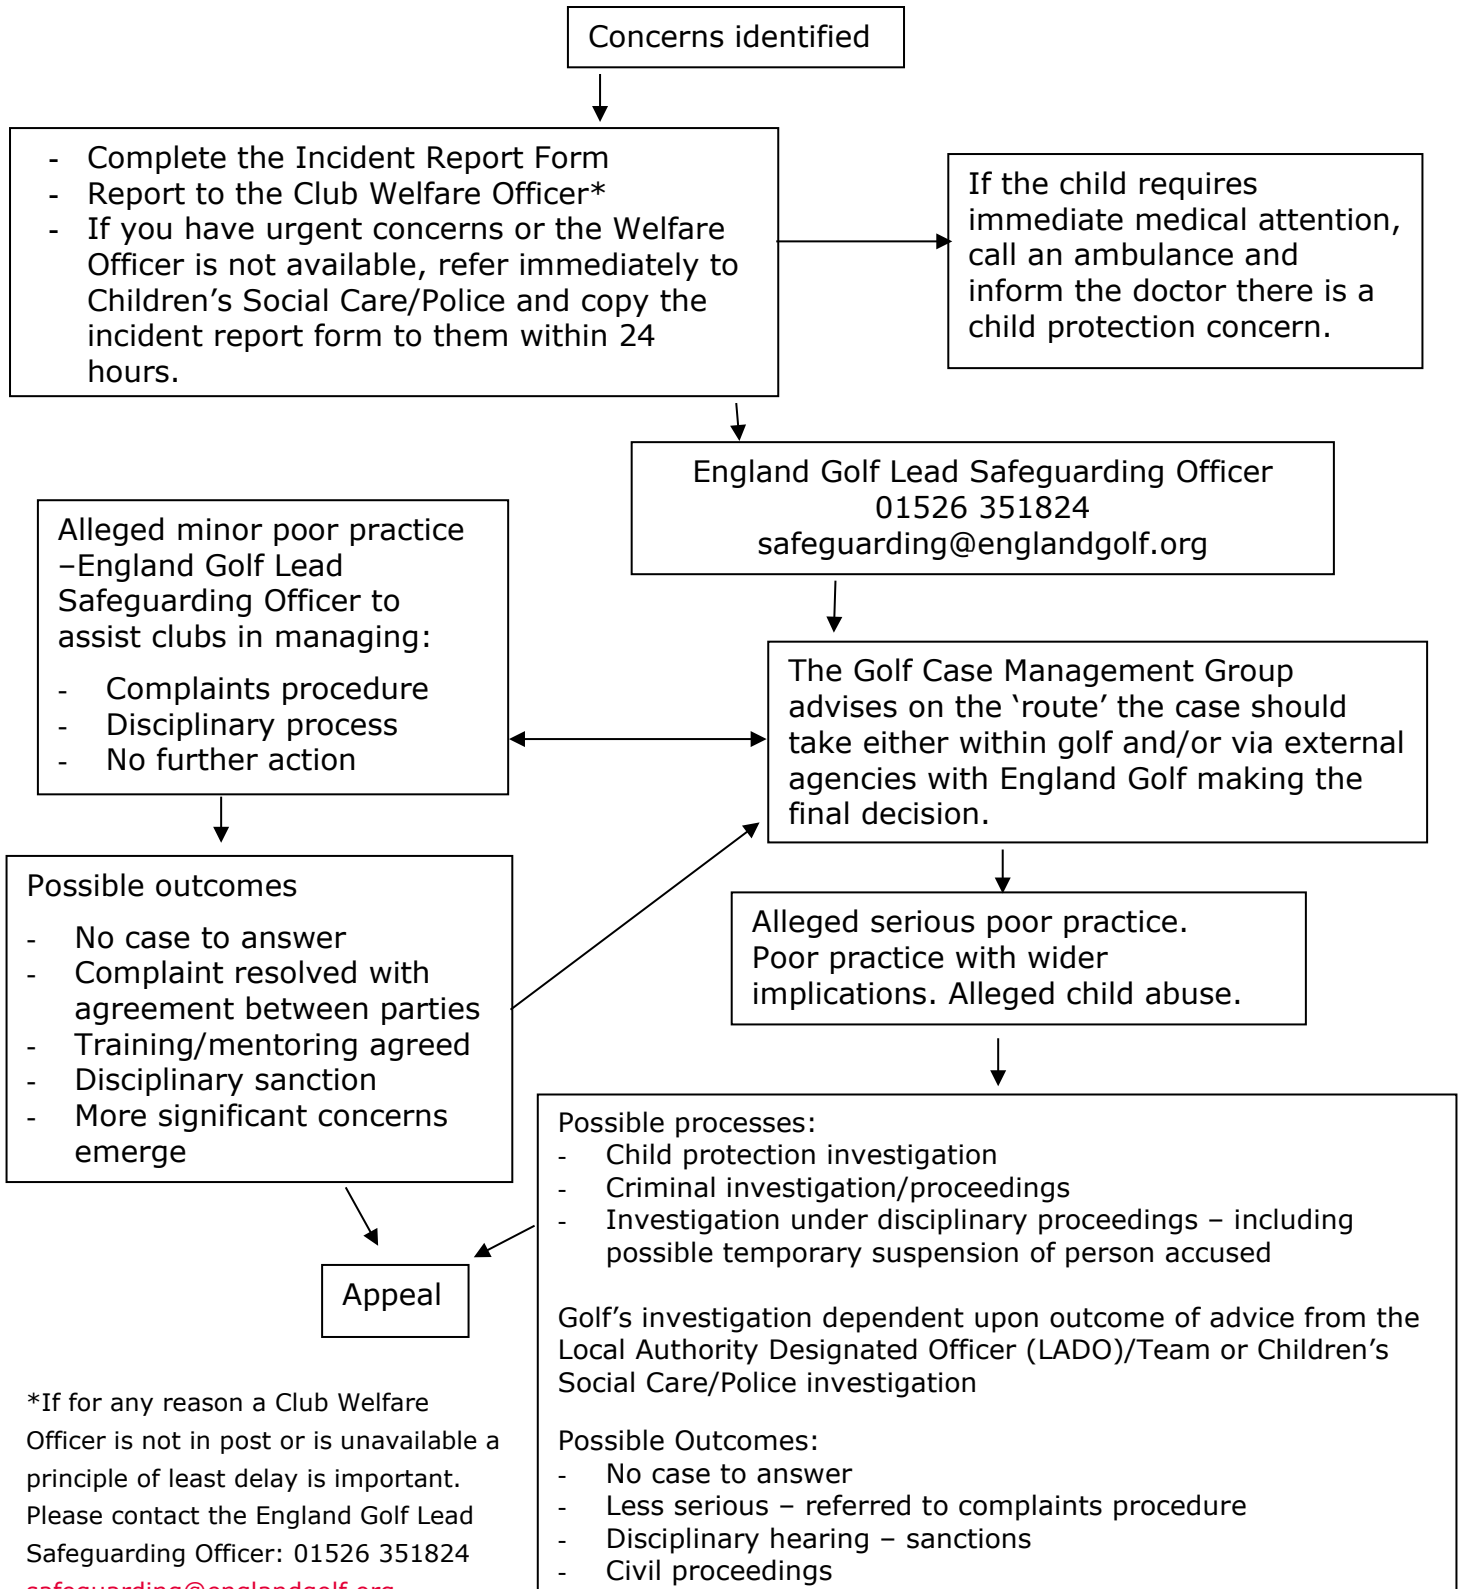 Concerns identified
- Complete the Incident Report Form
- Report to the Club Welfare Officer*
- If you have urgent concerns or the Welfare
Officer is not available, refer immediately to
Children’s Social Care/Police and copy the
incident report form to them within 24
hours.
If the child requires
immediate medical attention,
call an ambulance and
inform the doctor there is a
child protection concern.
England Golf Lead Safeguarding Officer
01526 351824
safeguarding@englandgolf.org
Alleged minor poor practice
–England Golf Lead
Safeguarding Officer to
assist clubs in managing:
- Complaints procedure
- Disciplinary process
- No further action
The Golf Case Management Group
advises on the ‘route’ the case should
take either within golf and/or via external
agencies with England Golf making the
final decision.
Possible outcomes
- No case to answer
- Complaint resolved with
agreement between parties
- Training/mentoring agreed
- Disciplinary sanction
- More significant concerns
emerge
Alleged serious poor practice.
Poor practice with wider
implications. Alleged child abuse.
Possible processes:
- Child protection investigation
- Criminal investigation/proceedings
- Investigation under disciplinary proceedings – including
possible temporary suspension of person accused
Golf’s investigation dependent upon outcome of advice from the
Local Authority Designated Officer (LADO)/Team or Children’s
Social Care/Police investigation
Possible Outcomes:
- No case to answer
- Less serious – referred to complaints procedure
- Disciplinary hearing – sanctions
- Civil proceedings
Appeal
*If for any reason a Club Welfare
Officer is not in post or is unavailable a
principle of least delay is important.
Please contact the England Golf Lead
Safeguarding Officer: 01526 351824
safeguarding@englandgolf.org